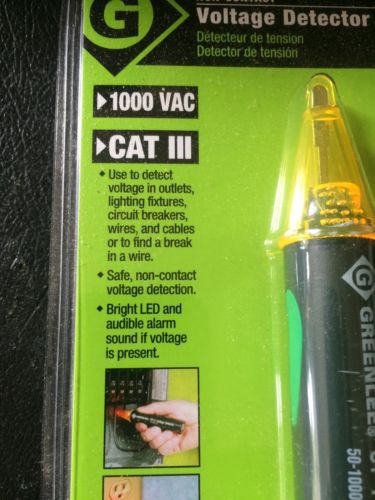 NON-CONTACT
Voltage Detector
Détecteur de tension
Detector de tensión
G
1000 VAC
CAT III
Use to detect
voltage in outlets,
lighting fixtures,
circuit breakers,
wires, and cables
or to find a break
in a wire.
Safe, non-contact
voltage detection.
Bright LED and
audible alarm
sound if voltage
is present.
G
GREENLEE
50-1000